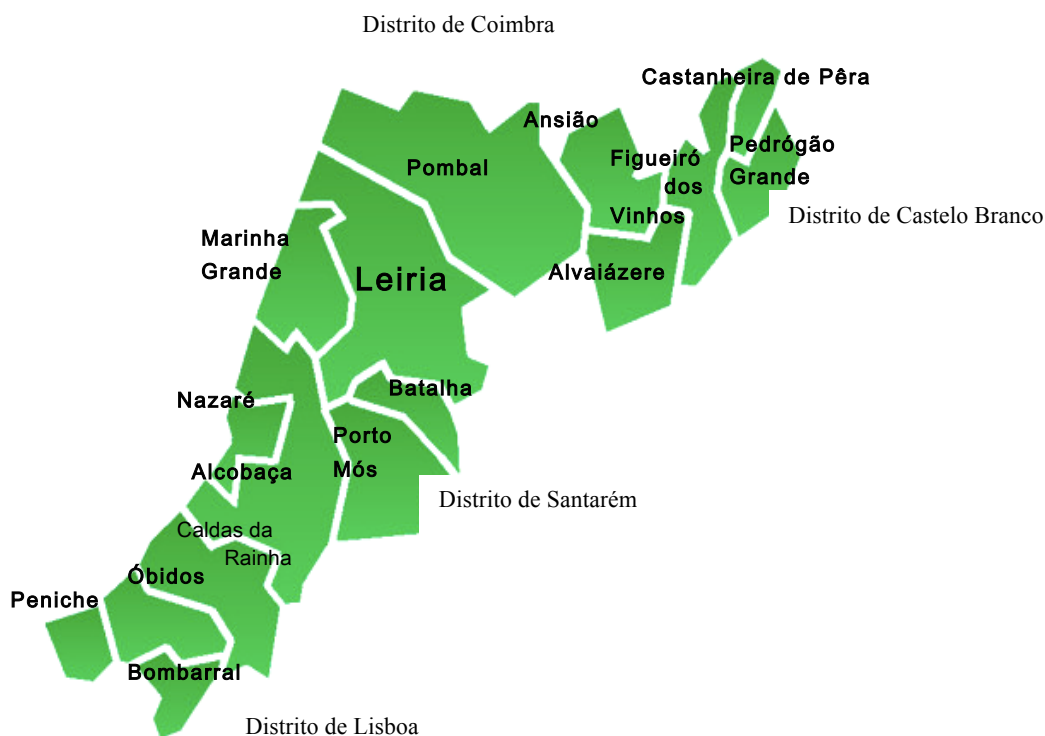 Distrito de Coimbra
Castanheira de Pêra
Ansião
Pombal
Figueiró
dos
Vinhos
Pedrógão
Grande
Distrito de Castelo Branco
Marinha
Grande
Leiria
Alvaiázere
Nazaré
Batalha
Porto
Mós
Alcobaça
Distrito de Santarém
Caldas da
Rainha
Óbidos
Peniche
Bombarral
Distrito de Lisboa